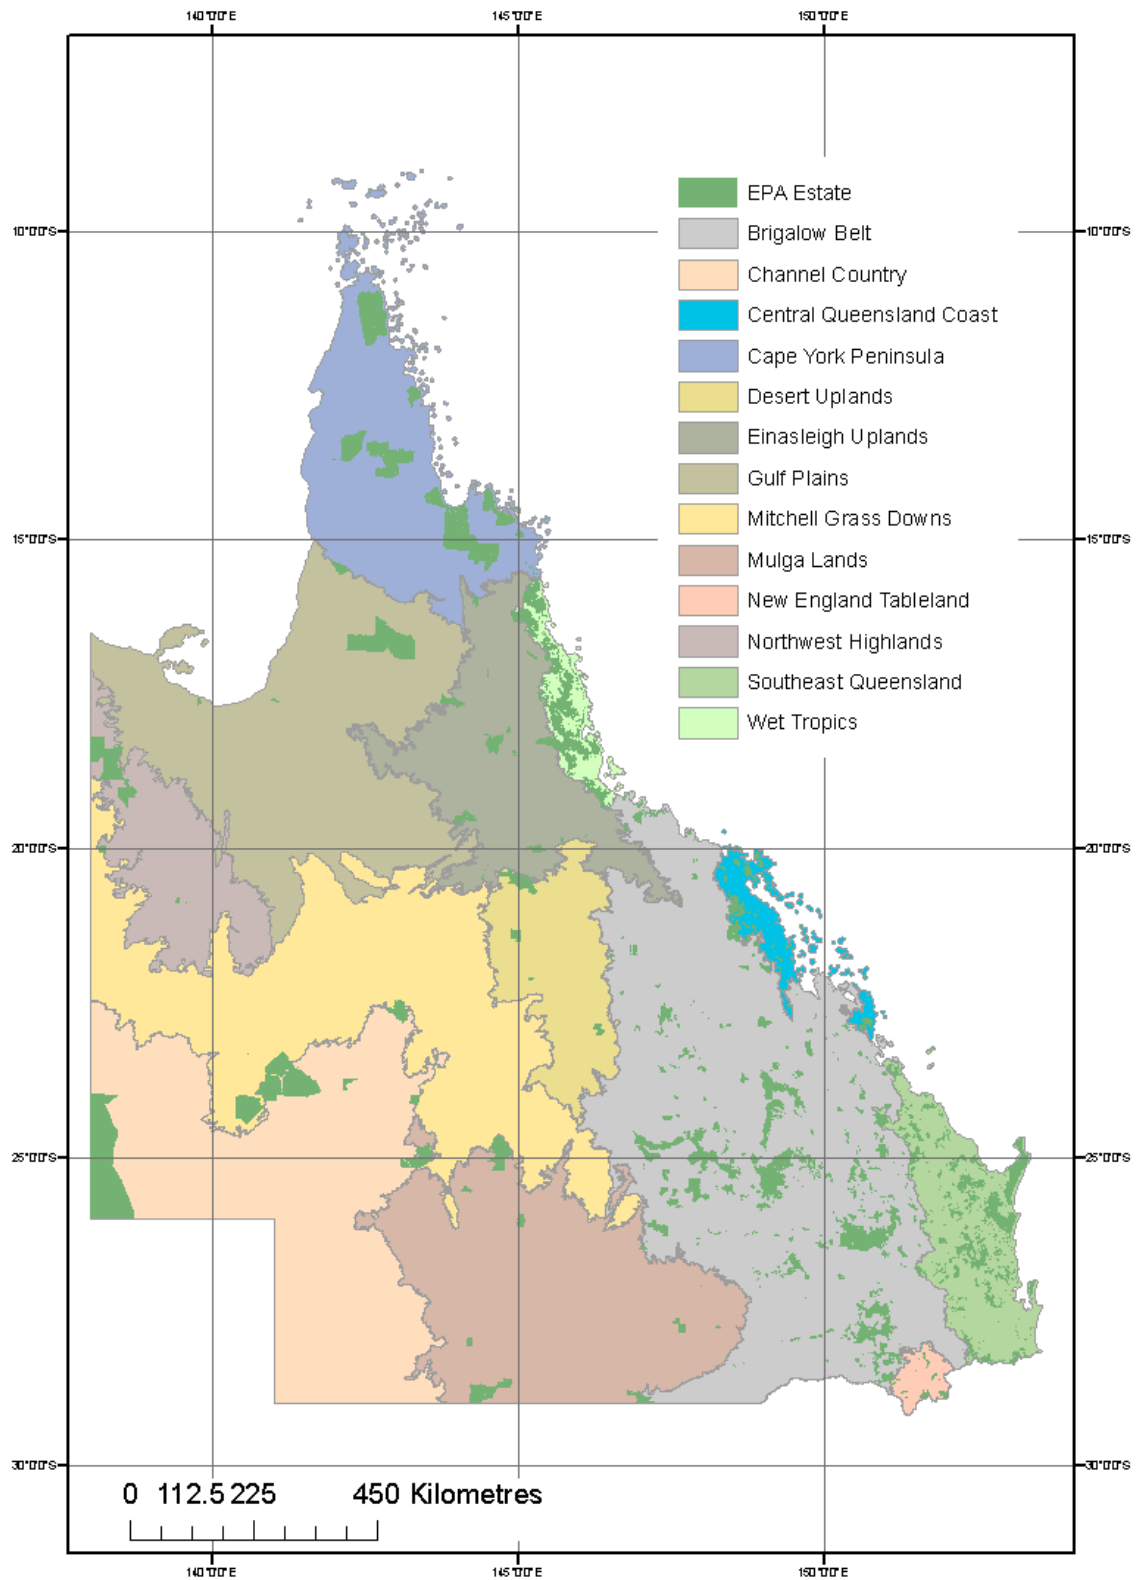 140°0'0"E 145°0'0"E 150°0'0"E
EPA Estate
Brigalow Belt
10°0'0"S 10°0'0"S
Channel Country
Central Queensland Coast
Cape York Peninsula
Desert Uplands
Einasleigh Uplands
Gulf Plains
Mitchell Grass Downs
15°0'0"S 15°0'0"S
Mulga Lands
New England Tableland
Northwest Highlands
Southeast Queensland
Wet Tropics
20°0'0"S 20°0'0"S
25°0'0"S 25°0'0"S
30°0'0"S 30°0'0"S
0 112.5 225 450 Kilometres
140°0'0"E 145°0'0"E 150°0'0"E